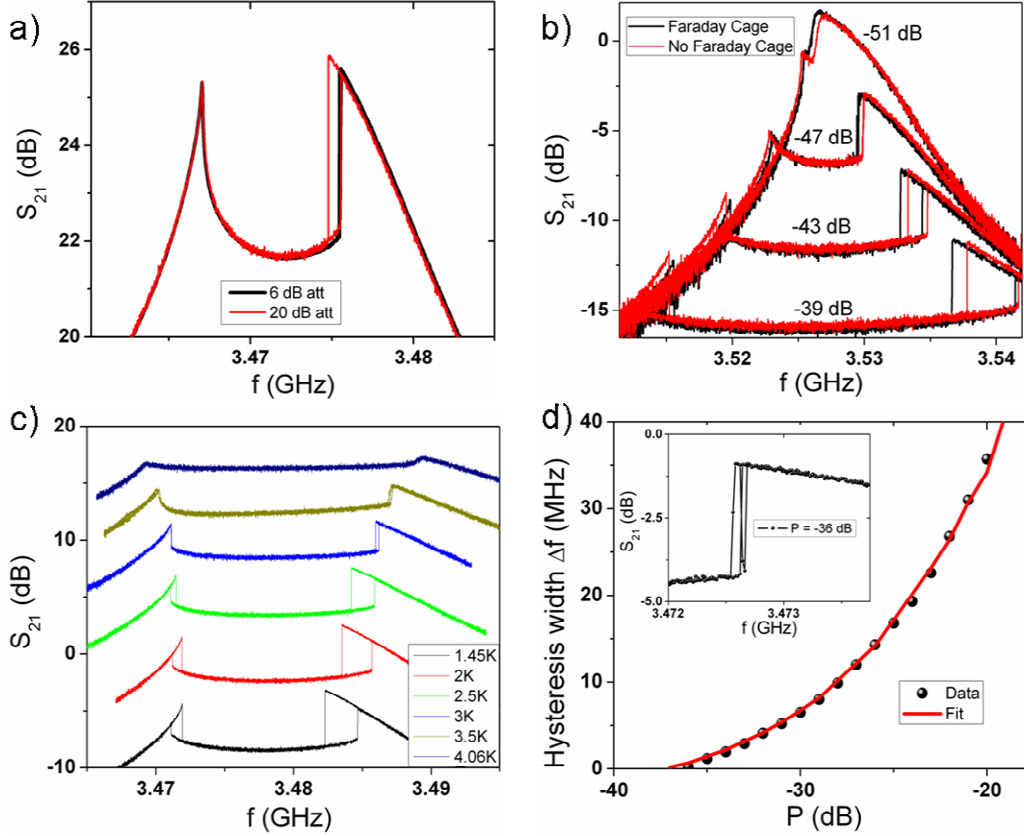 a)
S21 (dB)
26
24
22
20
6 dB att
20 dB att
3.47
3.48
f (GHz)
b)
S21 (dB)
0
-5
-10
-15
Faraday Cage
No Faraday Cage
-51 dB
-47 dB
-43 dB
-39 dB
3.52
3.53
3.54
f (GHz)
c)
S21 (dB)
20
10
0
-10
1.45K
2K
2.5K
3K
3.5K
4.06K
3.47
3.48
3.49
f (GHz)
d)
Hysteresis width Δf (MHz)
40
30
20
10
0
S21 (dB)
0.0
-2.5
-5.0
P = -36 dB
3.472
3.473
f (GHz)
Data
Fit
-40
-30
-20
P (dB)